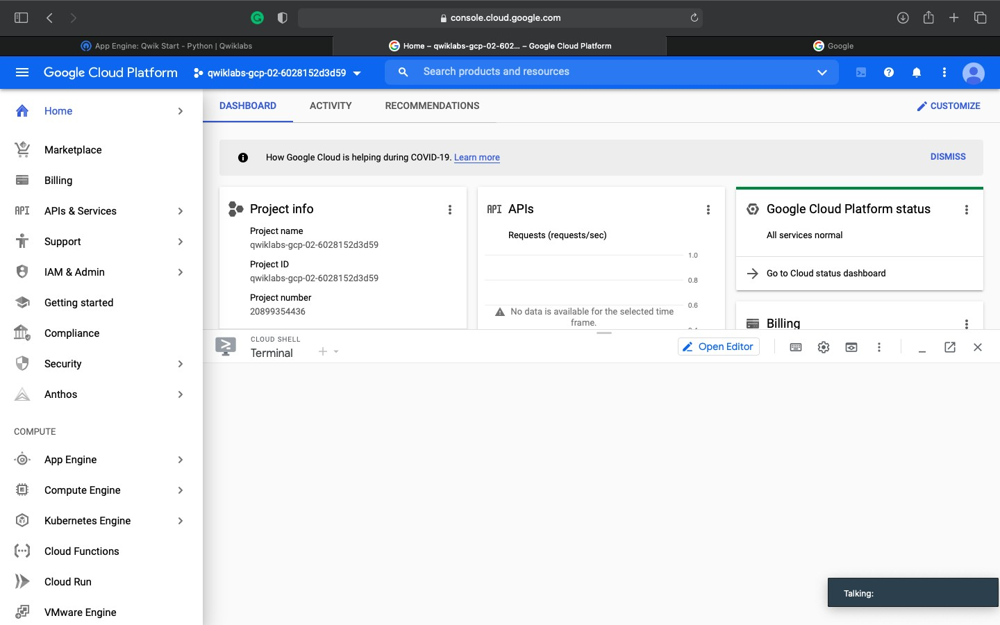 console.cloud.google.com
App Engine: Qwik Start - Python | Qwiklabs
Home – qwiklabs-gcp-02-602... – Google Cloud Platform
Google
Google Cloud Platform
qwiklabs-gcp-02-6028152d3d59
Search products and resources
Home
Marketplace
Billing
API APIs & Services
Support
IAM & Admin
Getting started
Compliance
Security
Anthos
COMPUTE
App Engine
Compute Engine
Kubernetes Engine
Cloud Functions
Cloud Run
VMware Engine
DASHBOARD
ACTIVITY
RECOMMENDATIONS
CUSTOMIZE
How Google Cloud is helping during COVID-19. Learn more
DISMISS
Project info
Project name
qwiklabs-gcp-02-6028152d3d59
Project ID
qwiklabs-gcp-02-6028152d3d59
Project number
20899354436
API APIs
Requests (requests/sec)
1.0
0.8
0.6
No data is available for the selected time
frame.
Google Cloud Platform status
All services normal
Go to Cloud status dashboard
Billing
CLOUD SHELL
Terminal
Open Editor
Talking: